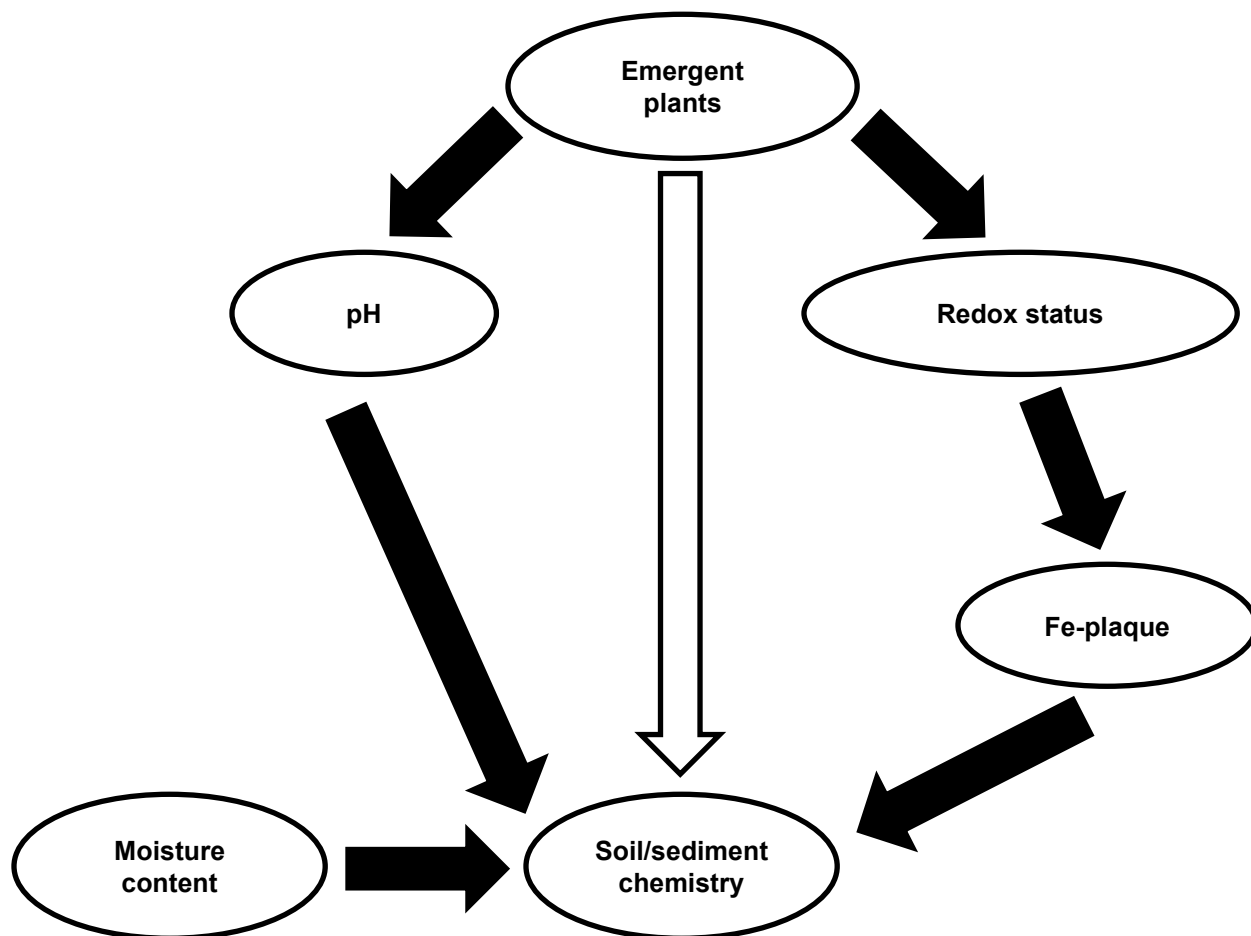 Emergent
plants
pH
Redox status
Fe-plaque
Moisture
content
Soil/sediment
chemistry